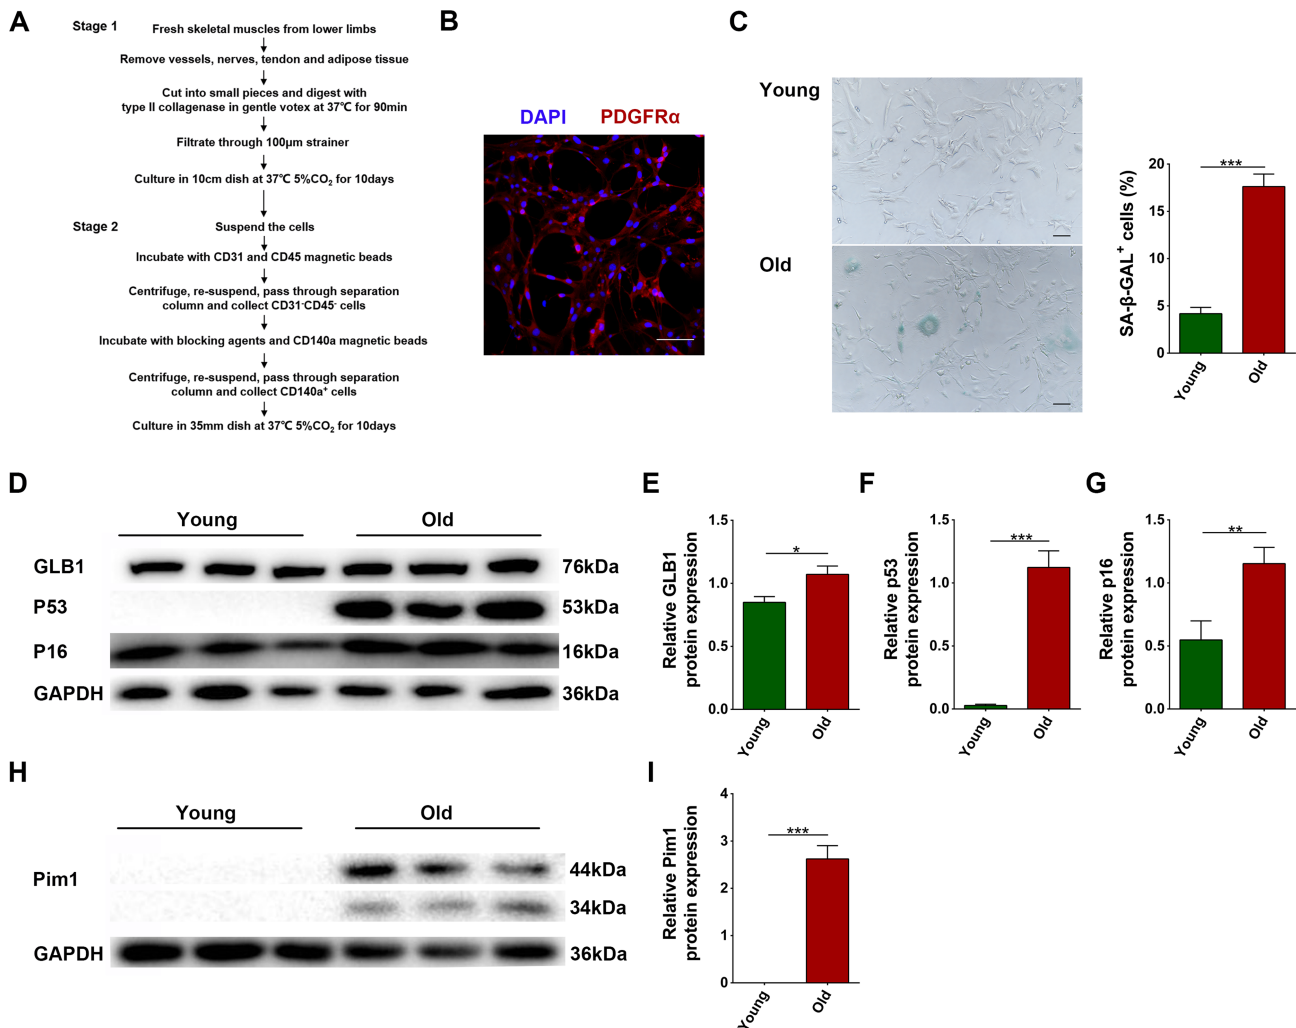 A
Stage 1
Fresh skeletal muscles from lower limbs
Remove vessels, nerves, tendon and adipose tissue
Cut into small pieces and digest with
type II collagenase in gentle votex at 37℃ for 90min
Filtrate through 100μm strainer
Culture in 10cm dish at 37℃ 5%CO₂ for 10days
Stage 2
Suspend the cells
Incubate with CD31 and CD45 magnetic beads
Centrifuge, re-suspend, pass through separation
column and collect CD31⁻CD45⁻ cells
Incubate with blocking agents and CD140a magnetic beads
Centrifuge, re-suspend, pass through separation
column and collect CD140a⁺ cells
Culture in 35mm dish at 37℃ 5%CO₂ for 10days
B
DAPI PDGFRα
C
Young
Old
SA-β-GAL⁺ cells (%)
20
15
10
5
0
***
Young
Old
D
Young Old
GLB1 76kDa
P53 53kDa
P16 16kDa
GAPDH 36kDa
E
Relative GLB1
protein expression
1.5
1.0
0.5
0.0
*
Young
Old
F
Relative p53
protein expression
1.5
1.0
0.5
0.0
***
Young
Old
G
Relative p16
protein expression
1.5
1.0
0.5
0.0
**
Young
Old
H
Young Old
Pim1
44kDa
34kDa
GAPDH 36kDa
I
Relative Pim1
protein expression
4
3
2
1
0
***
Young
Old